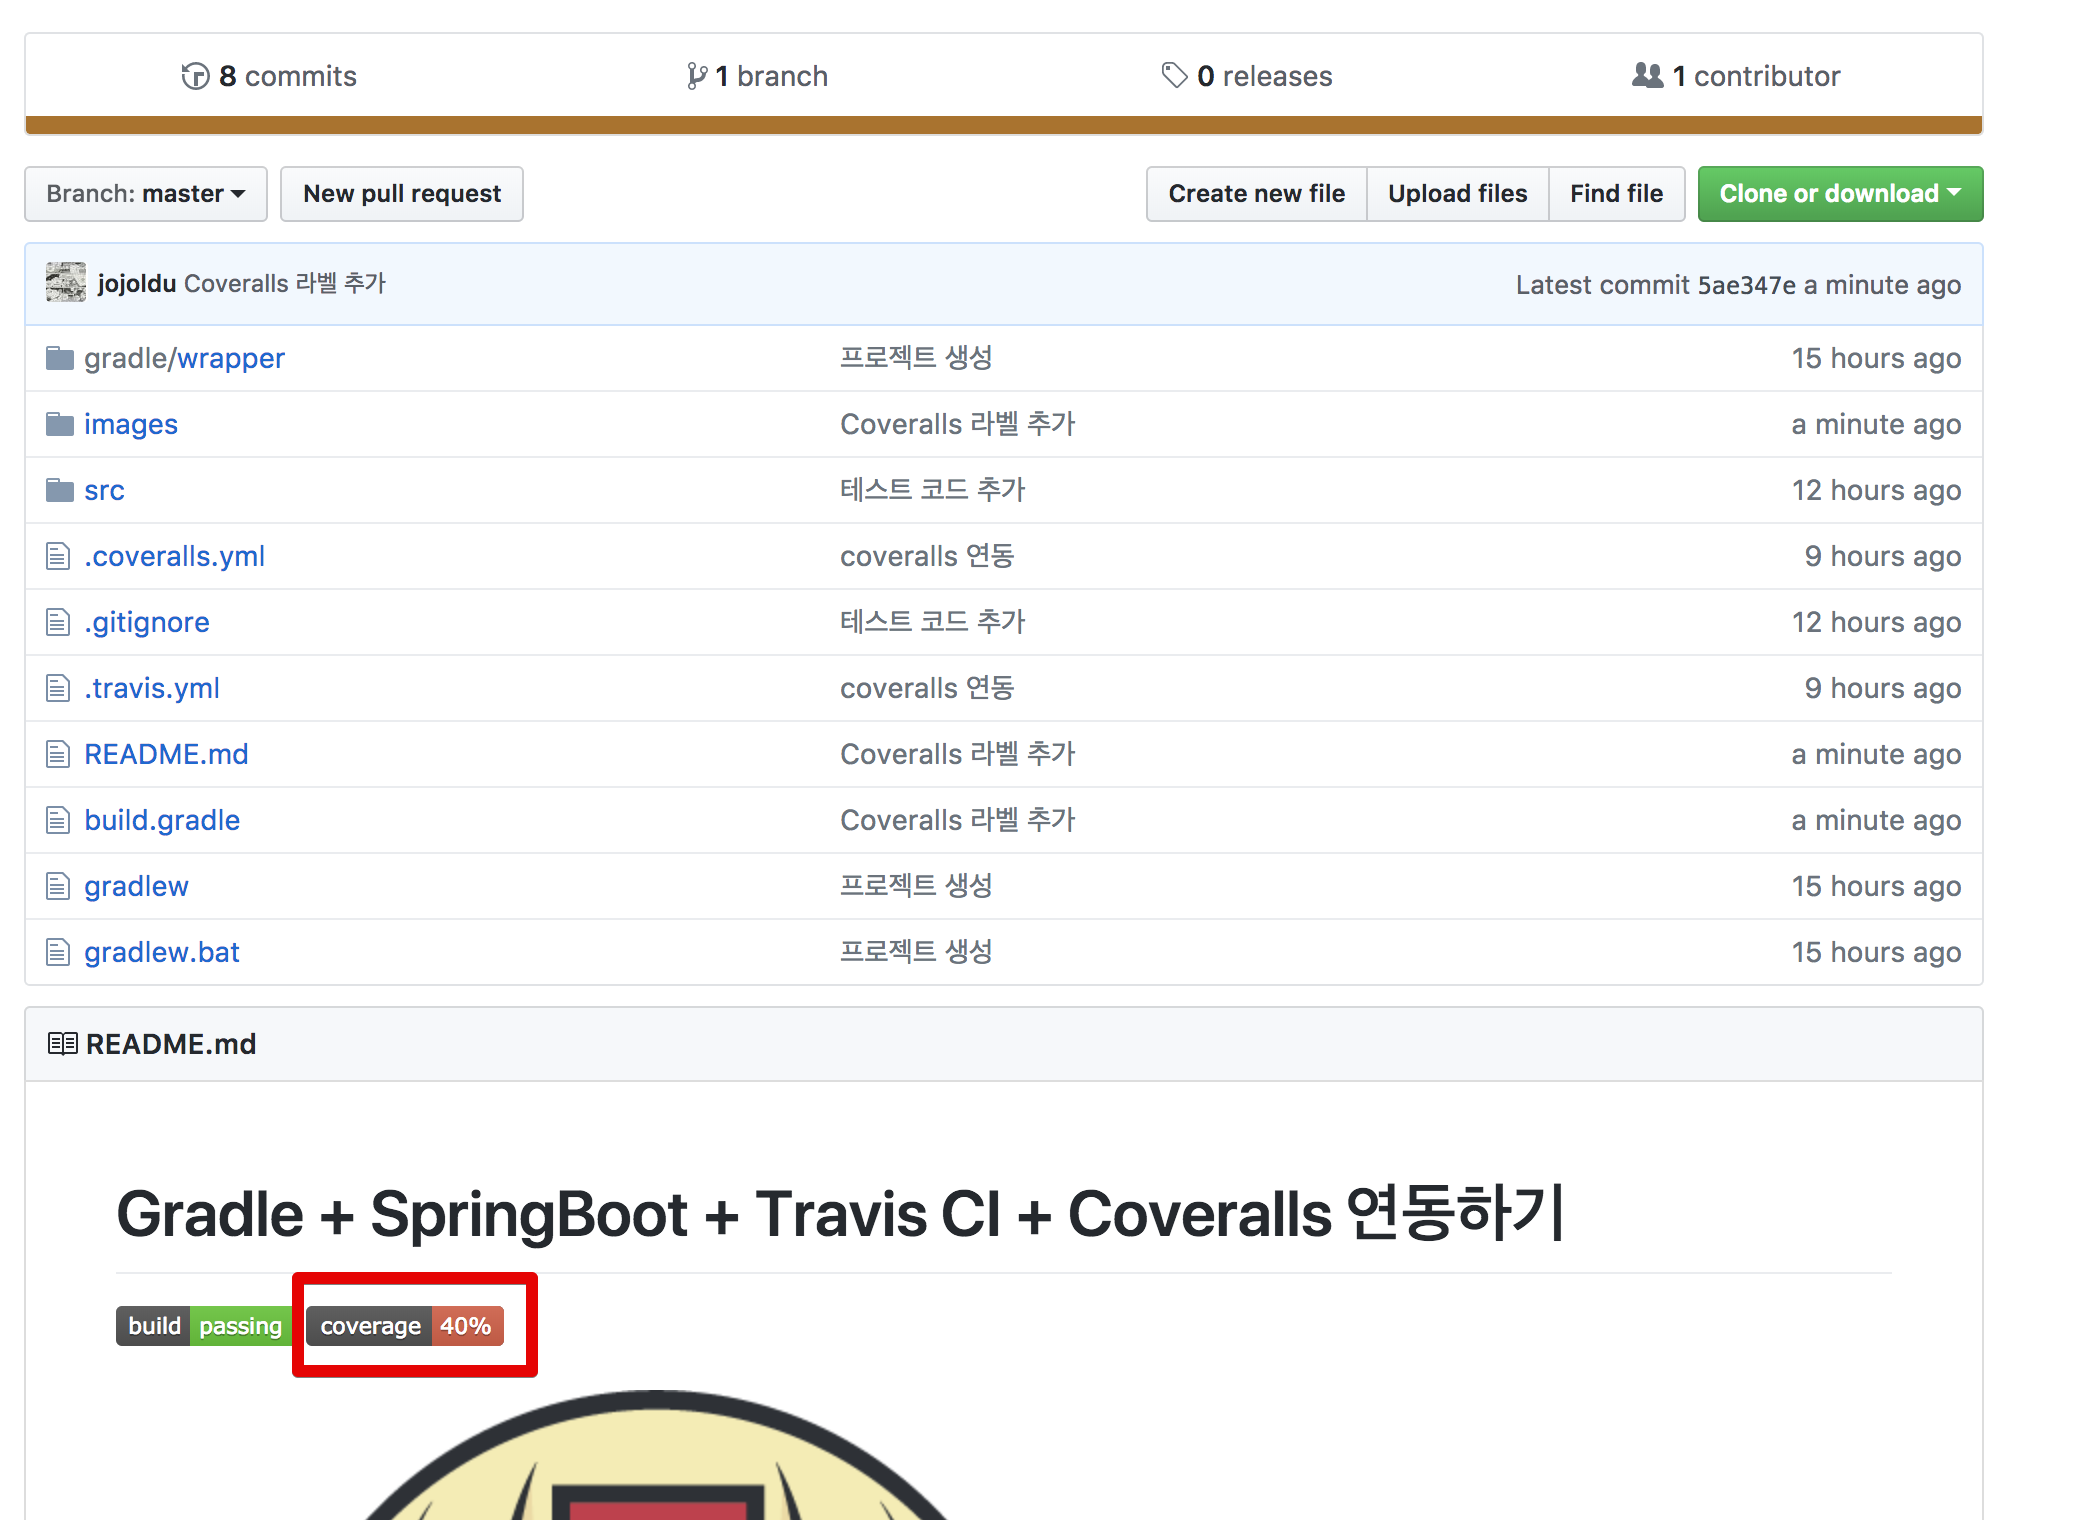 8 commits 1 branch 0 releases 1 contributor
Branch: master New pull request Create new file Upload files Find file Clone or download
jojoldu Coveralls 라벨 추가 Latest commit 5ae347e a minute ago
gradle/wrapper 프로젝트 생성 15 hours ago
images Coveralls 라벨 추가 a minute ago
src 테스트 코드 추가 12 hours ago
.coveralls.yml coveralls 연동 9 hours ago
.gitignore 테스트 코드 추가 12 hours ago
.travis.yml coveralls 연동 9 hours ago
README.md Coveralls 라벨 추가 a minute ago
build.gradle Coveralls 라벨 추가 a minute ago
gradlew 프로젝트 생성 15 hours ago
gradlew.bat 프로젝트 생성 15 hours ago
README.md
Gradle + SpringBoot + Travis CI + Coveralls 연동하기
build passing coverage 40%